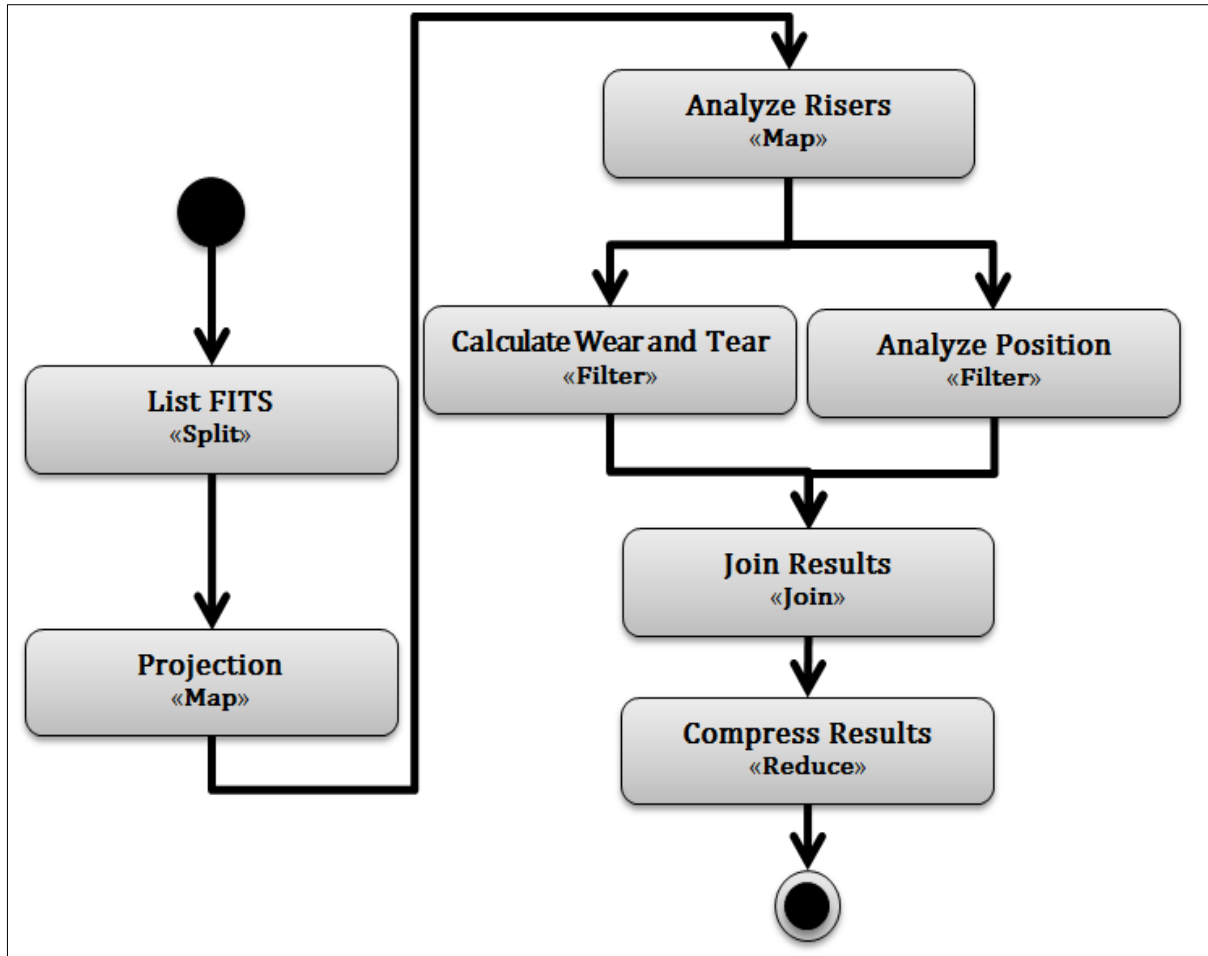 List FITS
«Split»
Projection
«Map»
Analyze Risers
«Map»
Calculate Wear and Tear
«Filter»
Analyze Position
«Filter»
Join Results
«Join»
Compress Results
«Reduce»